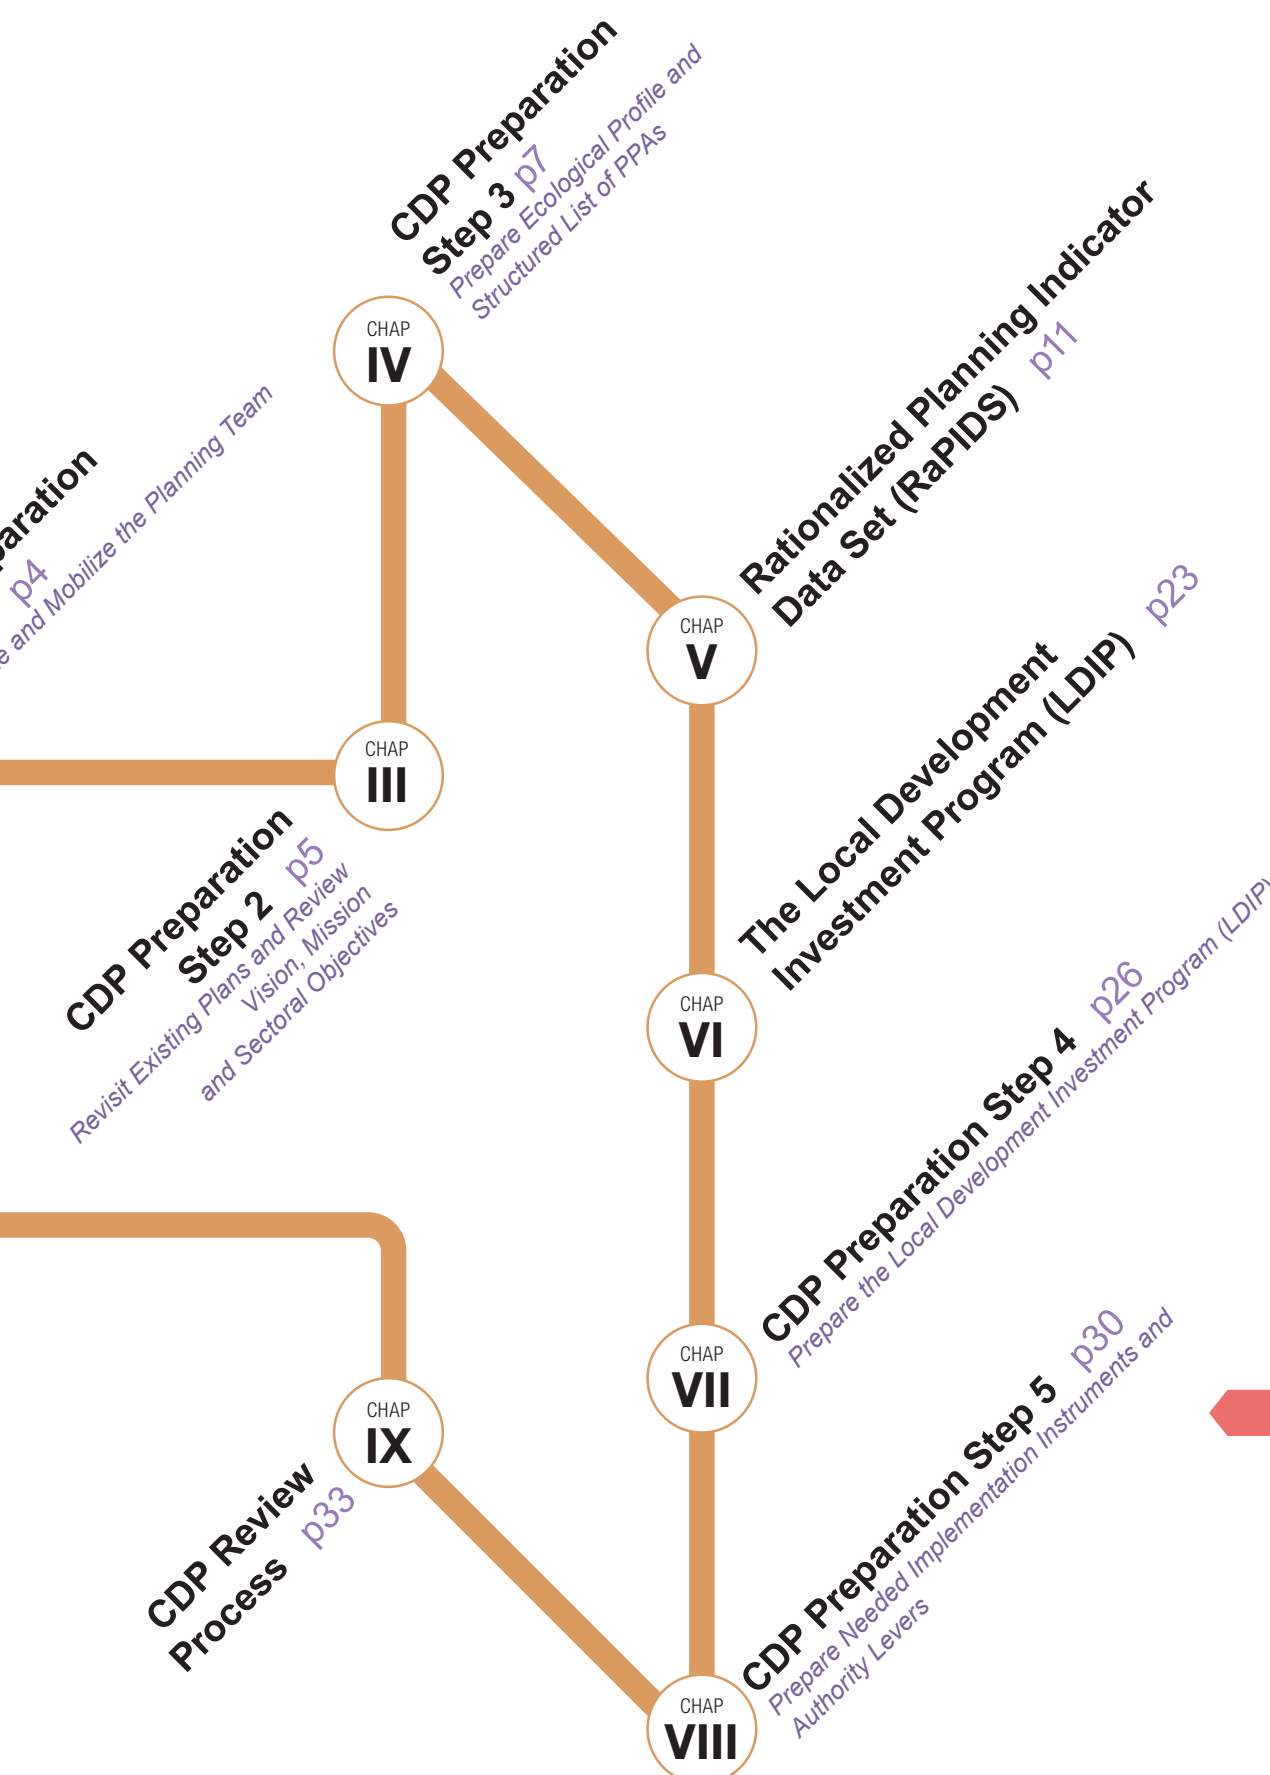 CDP Preparation
Step 3 p7
Prepare Ecological Profile and
Structured List of PPAs
CHAP
IV
Rationalized Planning Indicator
Data Set (RaPIDS) p11
CHAP
V
p4
and Mobilize the Planning Team
CHAP
III
CDP Preparation
Step 2 p5
Revisit Existing Plans and Review
Vision, Mission
and Sectoral Objectives
The Local Development
Investment Program (LDIP) p23
CHAP
VI
CDP Preparation Step 4 p26
Prepare the Local Development Investment Program (LDIP)
CHAP
VII
CDP Preparation Step 5 p30
Prepare Needed Implementation Instruments and
Authority Levers
CHAP
VIII
CHAP
IX
CDP Review
Process p33